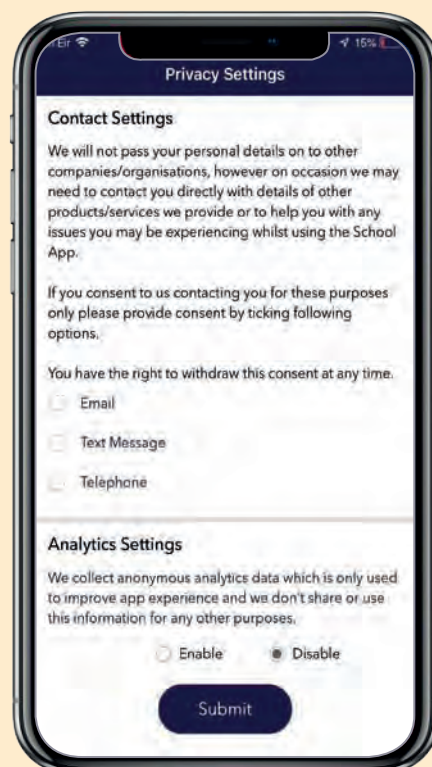 Eir 15%
Privacy Settings
Contact Settings
We will not pass your personal details on to other
companies/organisations, however on occasion we may
need to contact you directly with details of other
products/services we provide or to help you with any
issues you may be experiencing whilst using the School
App.
If you consent to us contacting you for these purposes
only please provide consent by ticking following
options.
You have the right to withdraw this consent at any time.
Email
Text Message
Telephone
Analytics Settings
We collect anonymous analytics data which is only used
to improve app experience and we don't share or use
this information for any other purposes.
Enable Disable
Submit